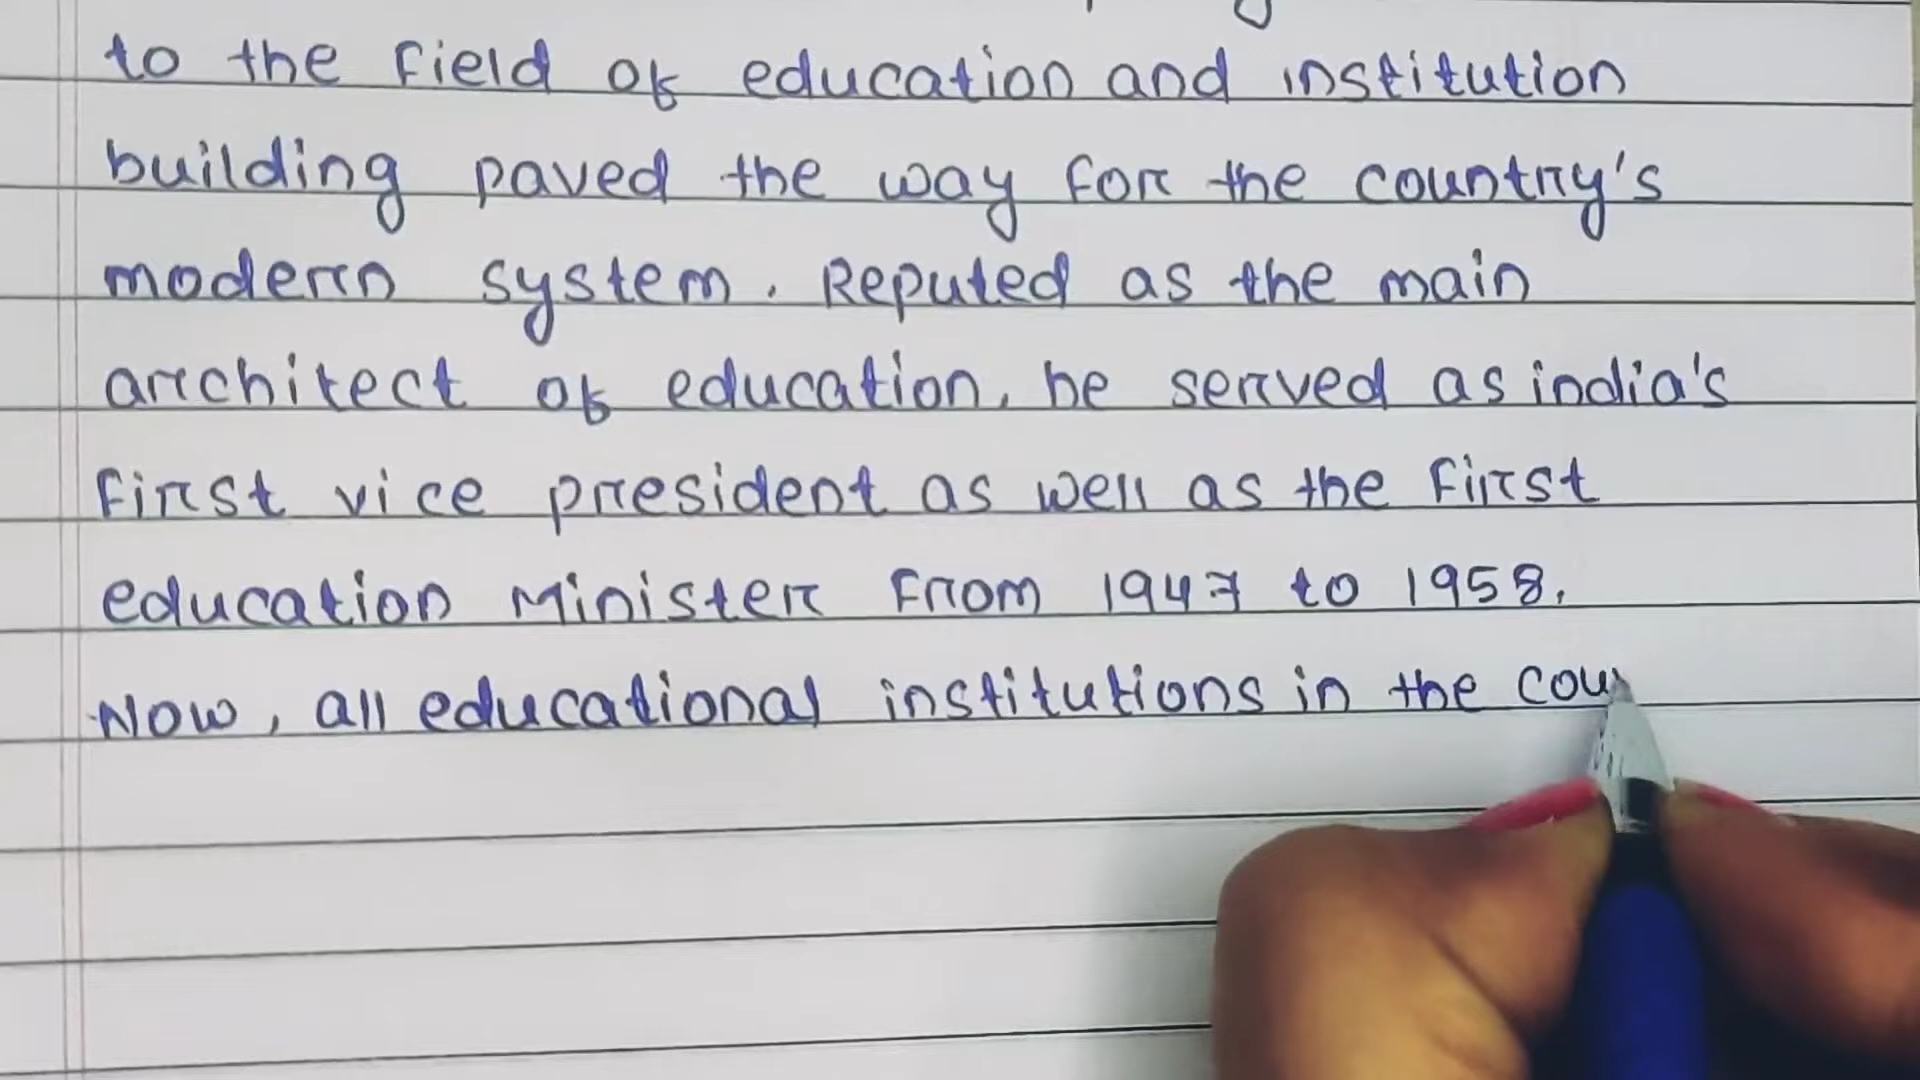 to the field of education and institution
building paved the way for the country's
modern system. Reputed as the main
architect of education, he served as india's
first vice president as well as the first
education Minister From 1947 to 1958.
Now, all educational institutions in the cou